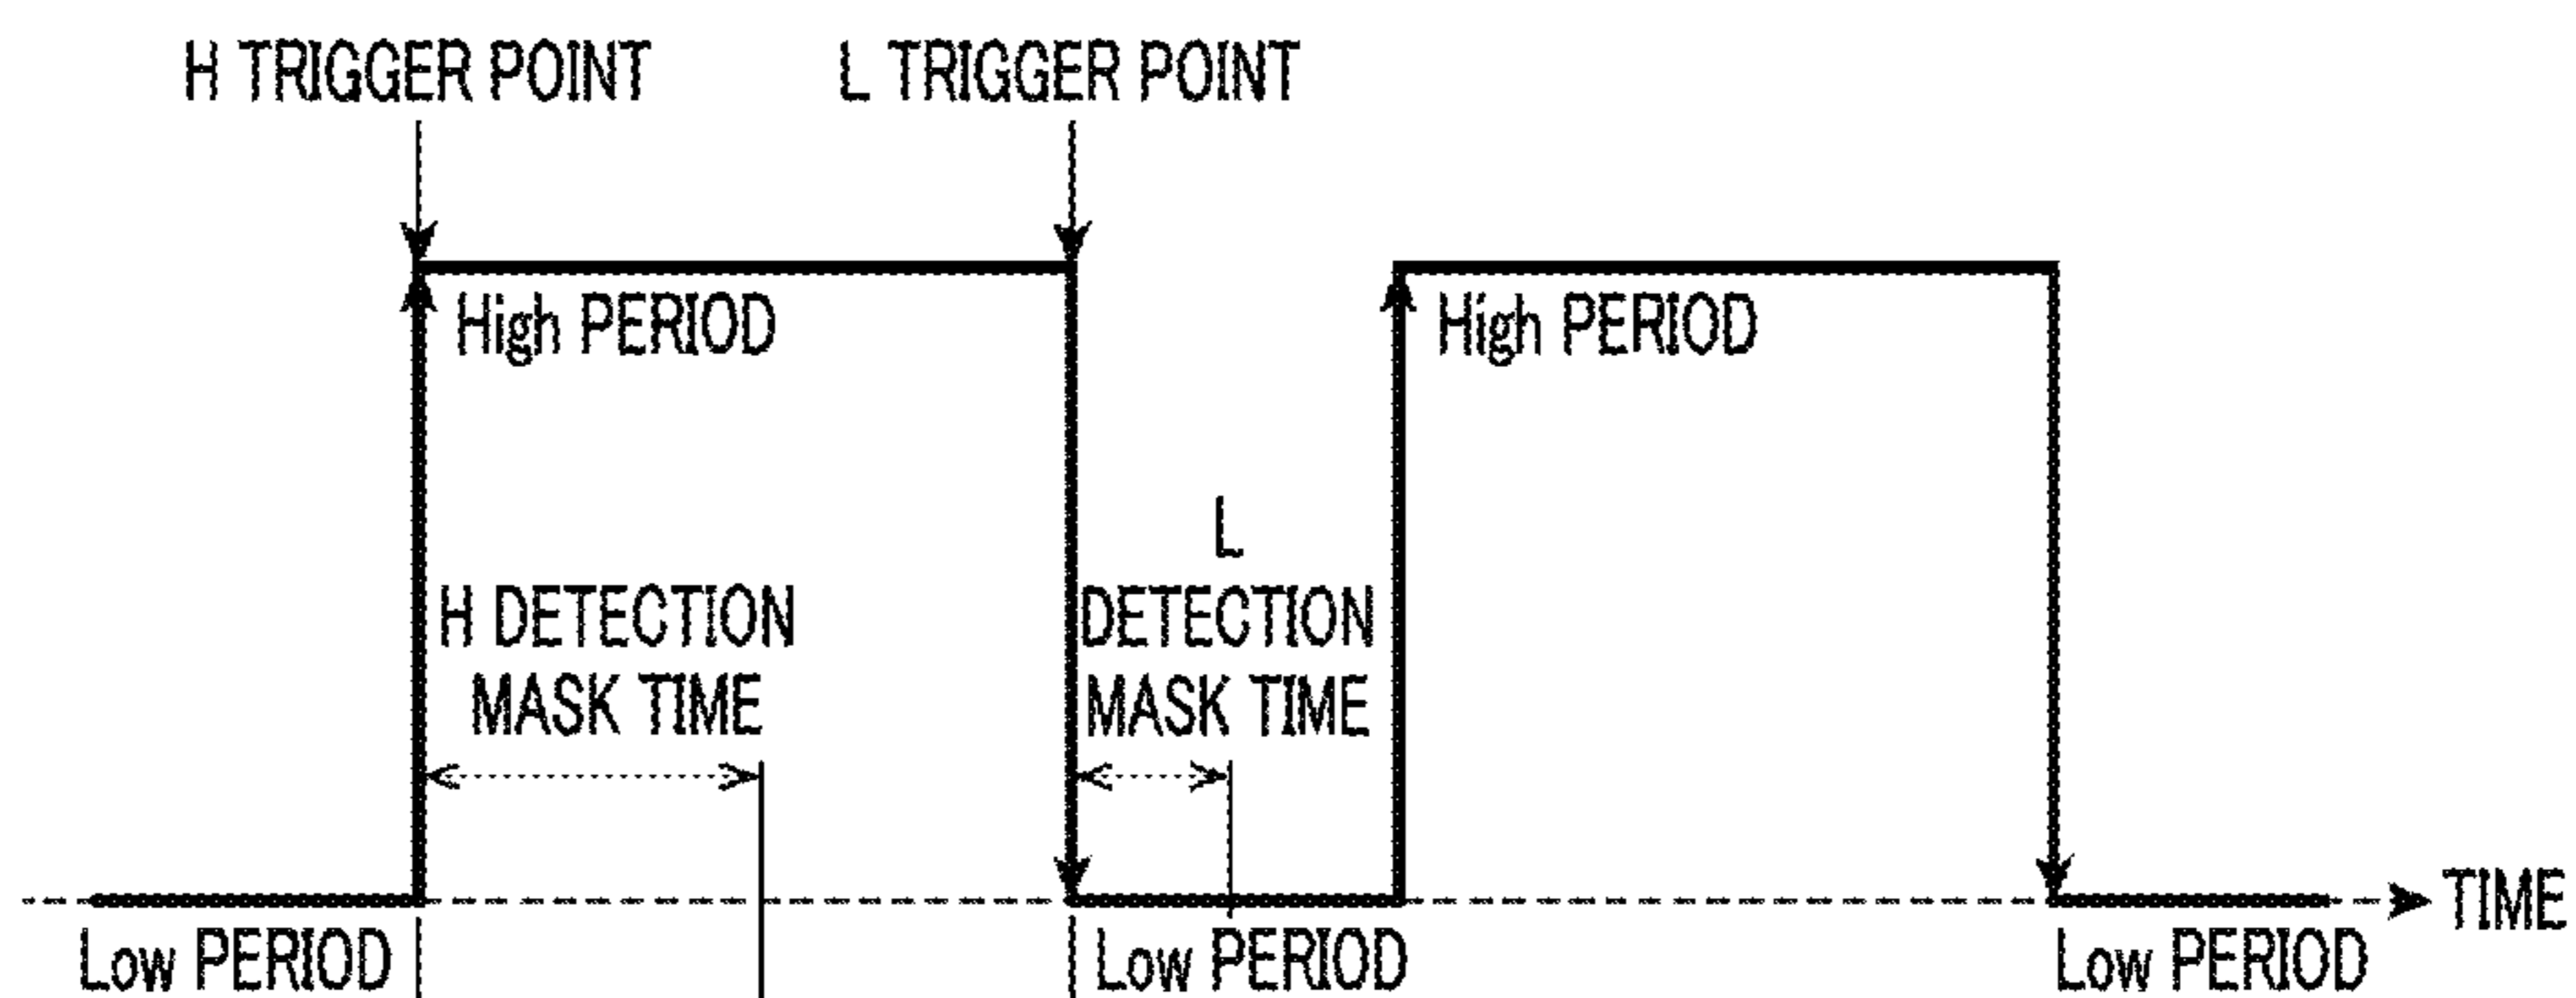 H TRIGGER POINT
L TRIGGER POINT
High PERIOD
High PERIOD
H DETECTION
MASK TIME
L
DETECTION
MASK TIME
TIME
Low PERIOD
Low PERIOD
Low PERIOD